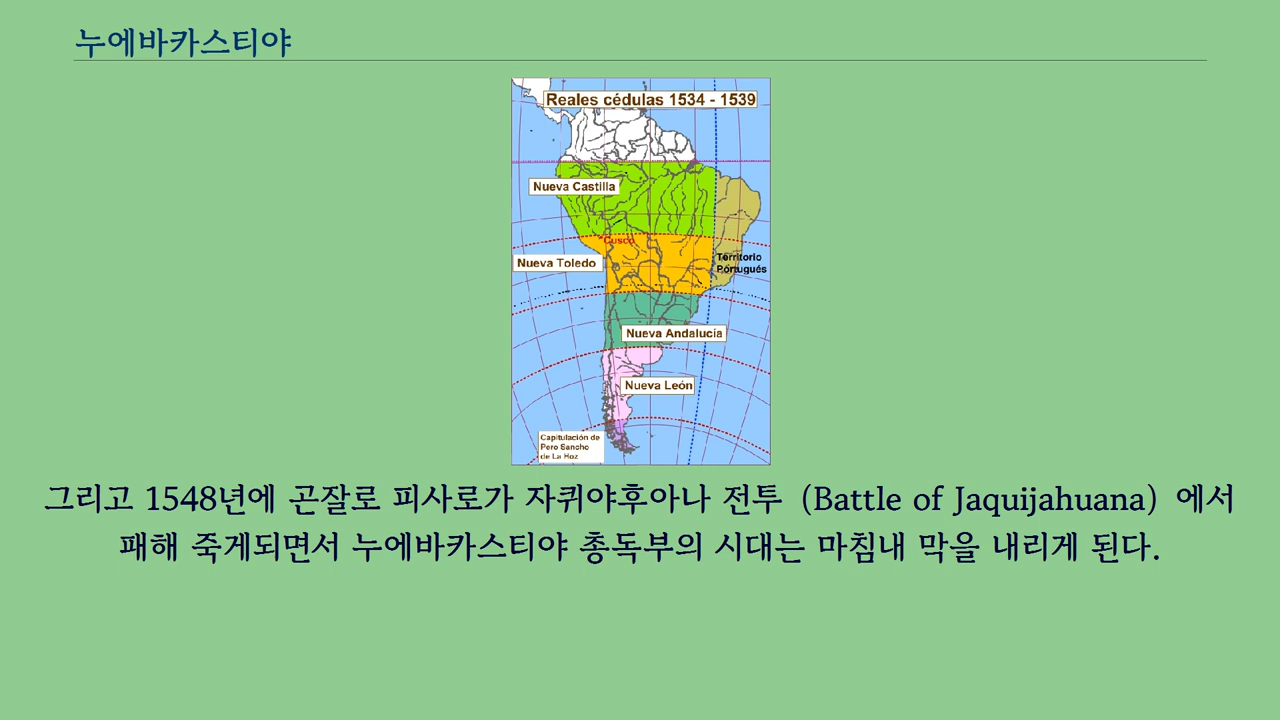 누에바카스티야
Reales cédulas 1534 - 1539
Nueva Castilla
Cusco
Nueva Toledo
Territorio
Portugués
Nueva Andalucía
Nueva León
Capitulación de
Pero Sancho
de La Hoz
그리고 1548년에 곤잘로 피사로가 자퀴야후아나 전투 (Battle of Jaquijahuana) 에서
패해 죽게되면서 누에바카스티야 총독부의 시대는 마침내 막을 내리게 된다.